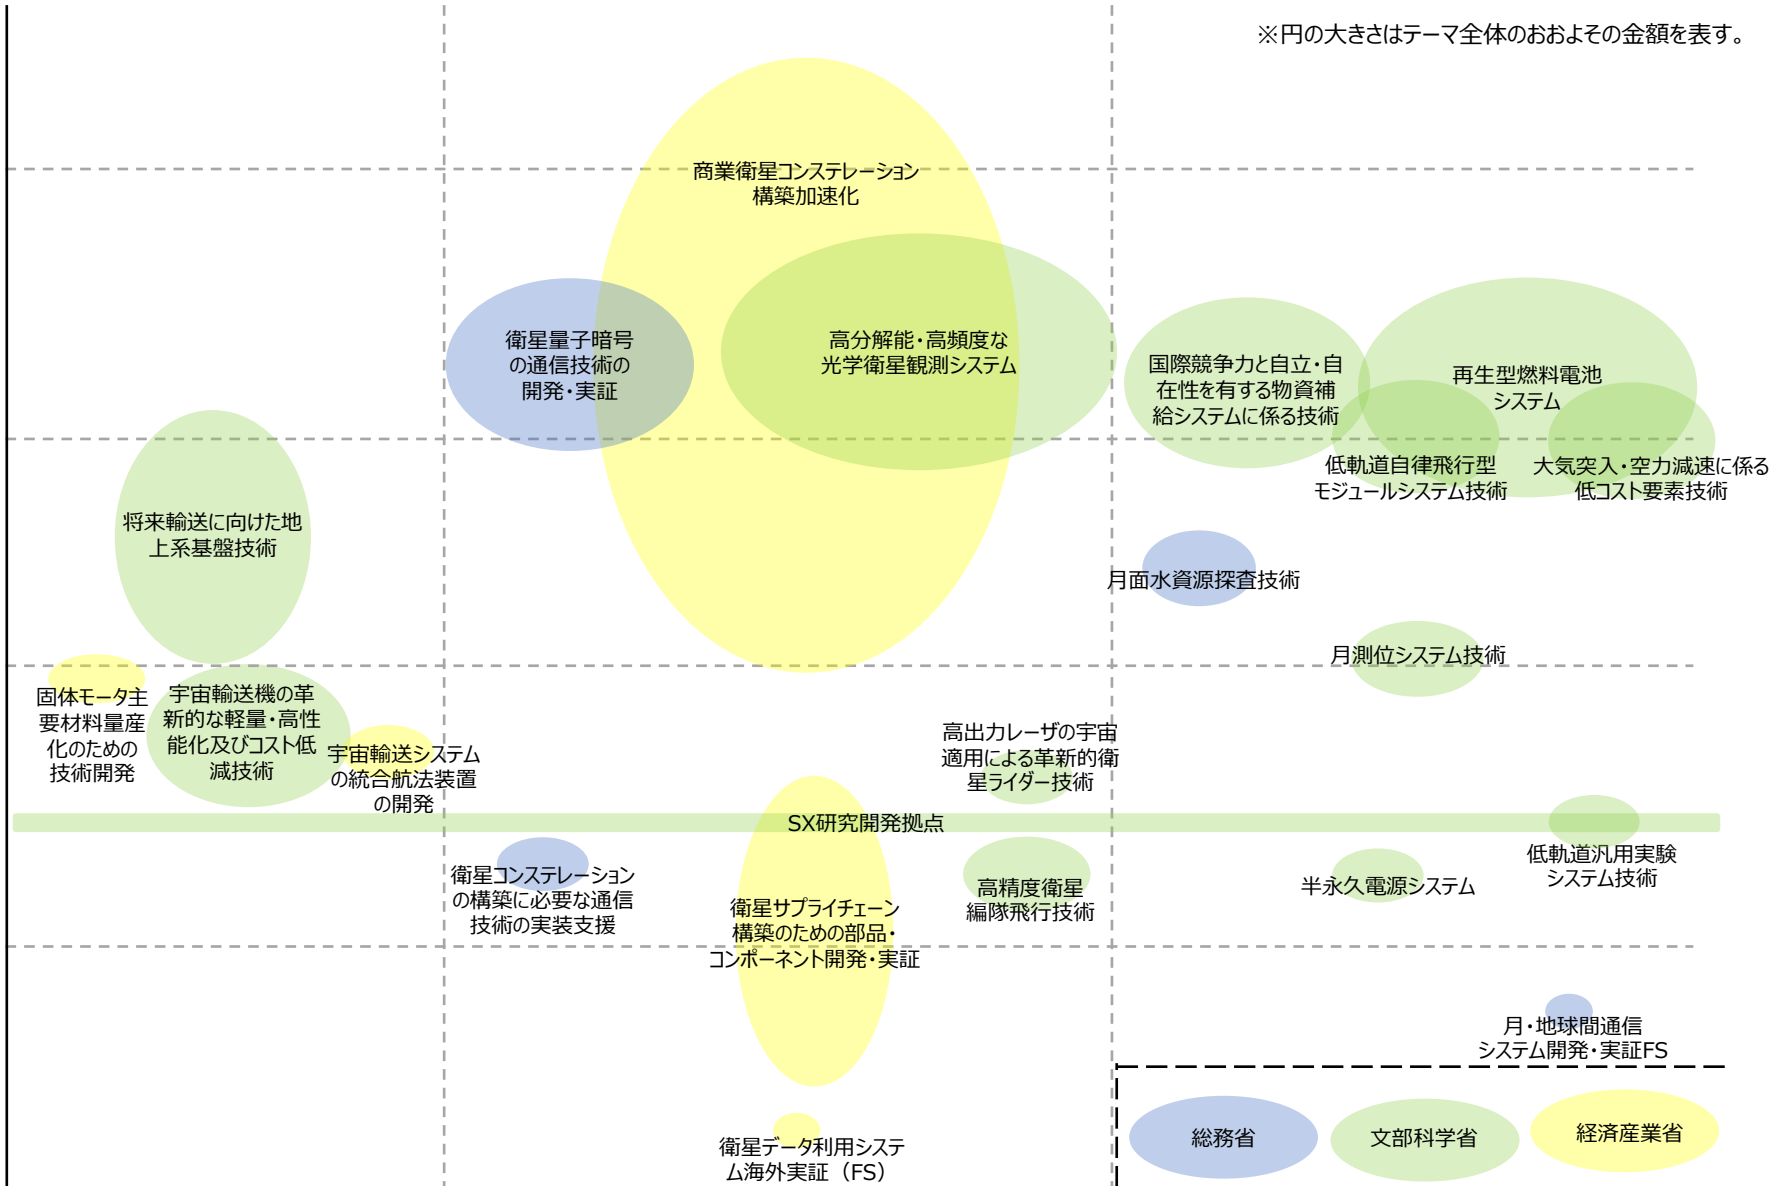 ※円の大きさはテーマ全体のおおよその金額を表す。
商業衛星コンステレーション
構築加速化
衛星量子暗号
の通信技術の
開発・実証
高分解能・高頻度な
光学衛星観測システム
国際競争力と自立・自
在性を有する物資補
給システムに係る技術
再生型燃料電池
システム
低軌道自律飛行型
モジュールシステム技術
大気突入・空力減速に係る
低コスト要素技術
将来輸送に向けた地
上系基盤技術
月面水資源探査技術
月測位システム技術
固体モータ主
要材料量産
化のための
技術開発
宇宙輸送機の革
新的な軽量・高性
能化及びコスト低
減技術
宇宙輸送システム
の統合航法装置
の開発
高出力レーザの宇宙
適用による革新的衛
星ライダー技術
SX研究開発拠点
衛星コンステレーション
の構築に必要な通信
技術の実装支援
衛星サプライチェーン
構築のための部品・
コンポーネント開発・実証
高精度衛星
編隊飛行技術
半永久電源システム
低軌道汎用実験
システム技術
月・地球間通信
システム開発・実証FS
衛星データ利用システ
ム海外実証（FS）
総務省
文部科学省
経済産業省